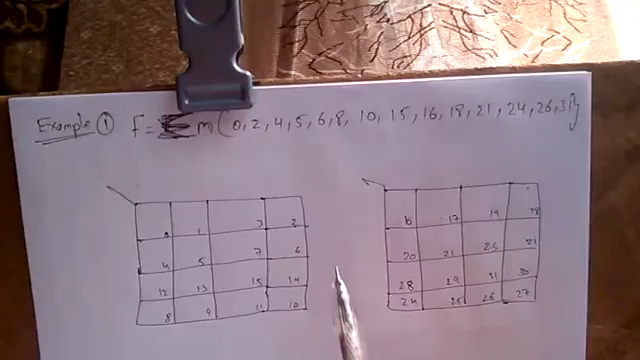 Example ① F = Σ m ( 0, 2, 4, 5, 6, 8, 10, 15, 16, 18, 21, 24, 26, 31 }
0 1 3 2
4 5 7 6
12 13 15 14
8 9 11 10
16 17 19 18
20 21 23 22
28 29 31 30
24 25 26 27